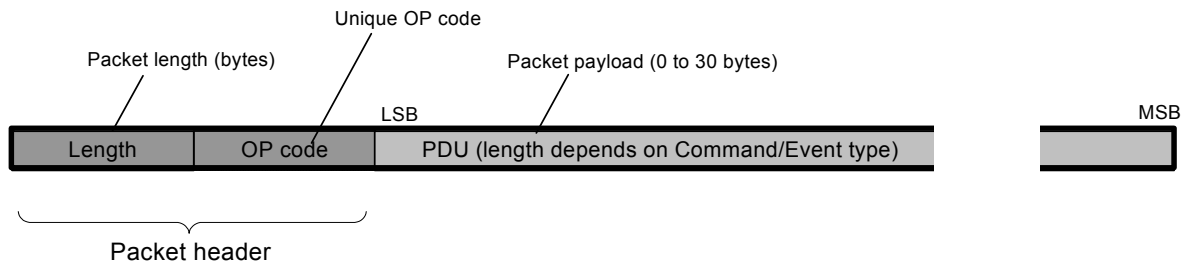 Unique OP code
Packet length (bytes)
Packet payload (0 to 30 bytes)
LSB
MSB
Length
OP code
PDU (length depends on Command/Event type)
Packet header